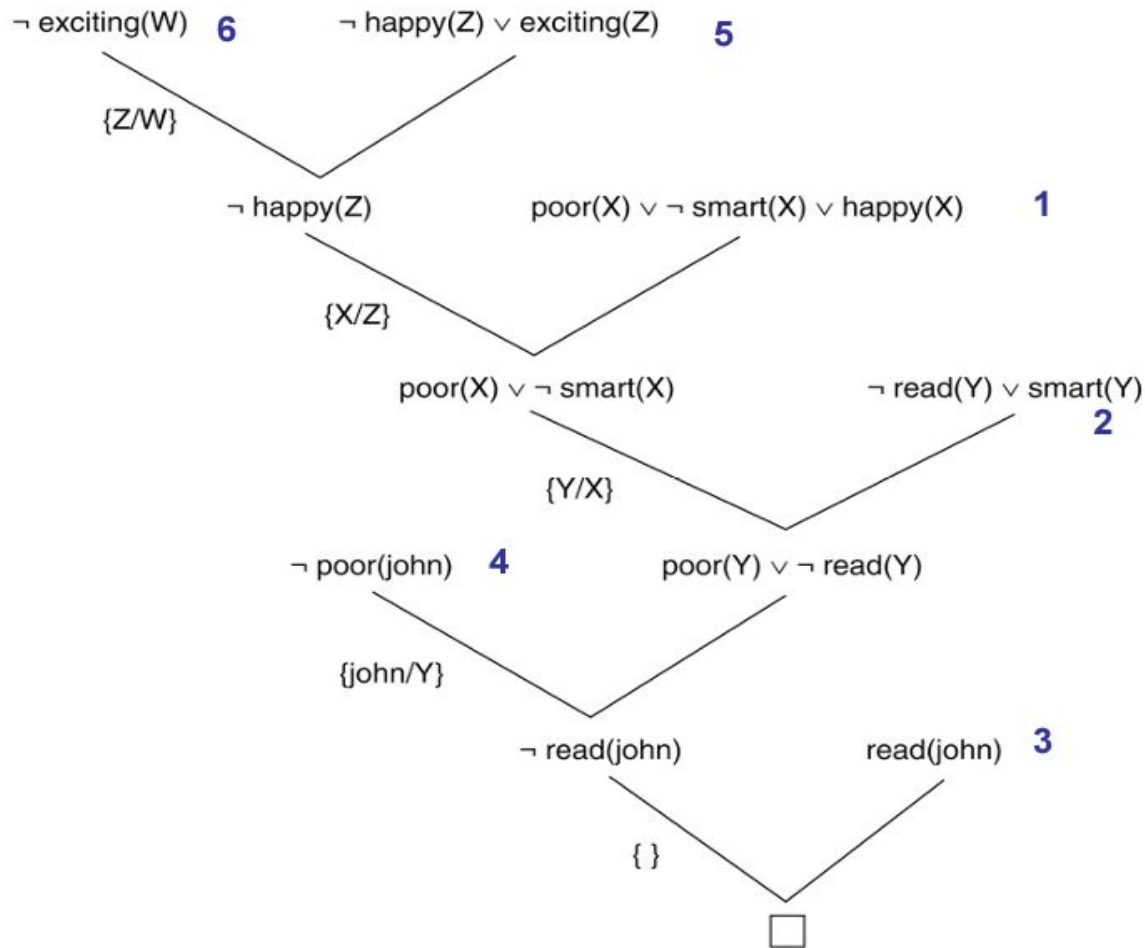 ¬ exciting(W) 6 ¬ happy(Z) ∨ exciting(Z) 5
{Z/W}
¬ happy(Z) poor(X) ∨ ¬ smart(X) ∨ happy(X) 1
{X/Z}
poor(X) ∨ ¬ smart(X) ¬ read(Y) ∨ smart(Y)
2
{Y/X}
¬ poor(john) 4 poor(Y) ∨ ¬ read(Y)
{john/Y}
¬ read(john) read(john) 3
{ }